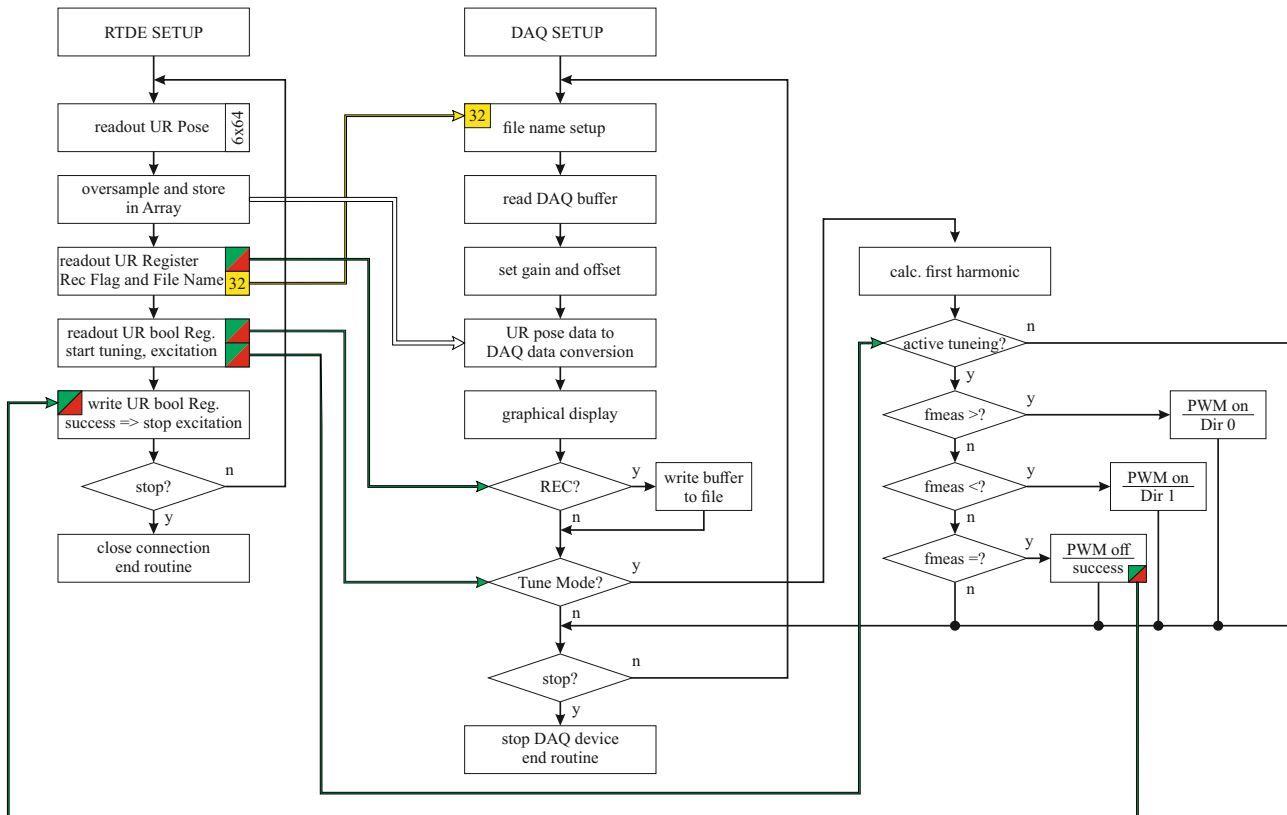 RTDE SETUP
readout UR Pose
6x64
oversample and store
in Array
readout UR Register
Rec Flag and File Name
32
readout UR bool Reg.
start tuning, excitation
write UR bool Reg.
success => stop excitation
stop?
n
y
close connection
end routine
DAQ SETUP
32
file name setup
read DAQ buffer
set gain and offset
UR pose data to
DAQ data conversion
graphical display
REC?
y
n
write buffer
to file
Tune Mode?
y
n
stop?
n
y
stop DAQ device
end routine
calc. first harmonic
active tuneing?
n
y
fmeas >?
y
n
PWM on
Dir 0
fmeas <?
y
n
PWM on
Dir 1
fmeas =?
y
n
PWM off
success